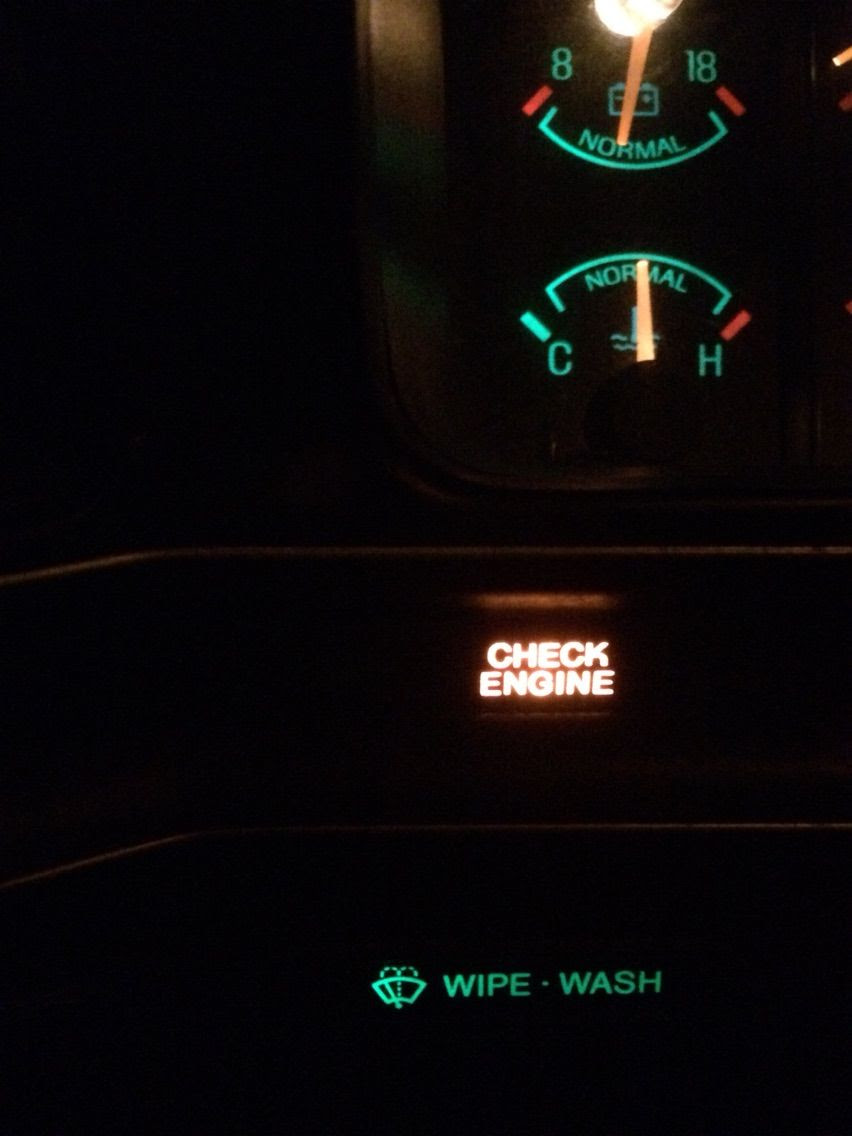 8 18
NORMAL
NORMAL
C H
CHECK
ENGINE
WIPE · WASH